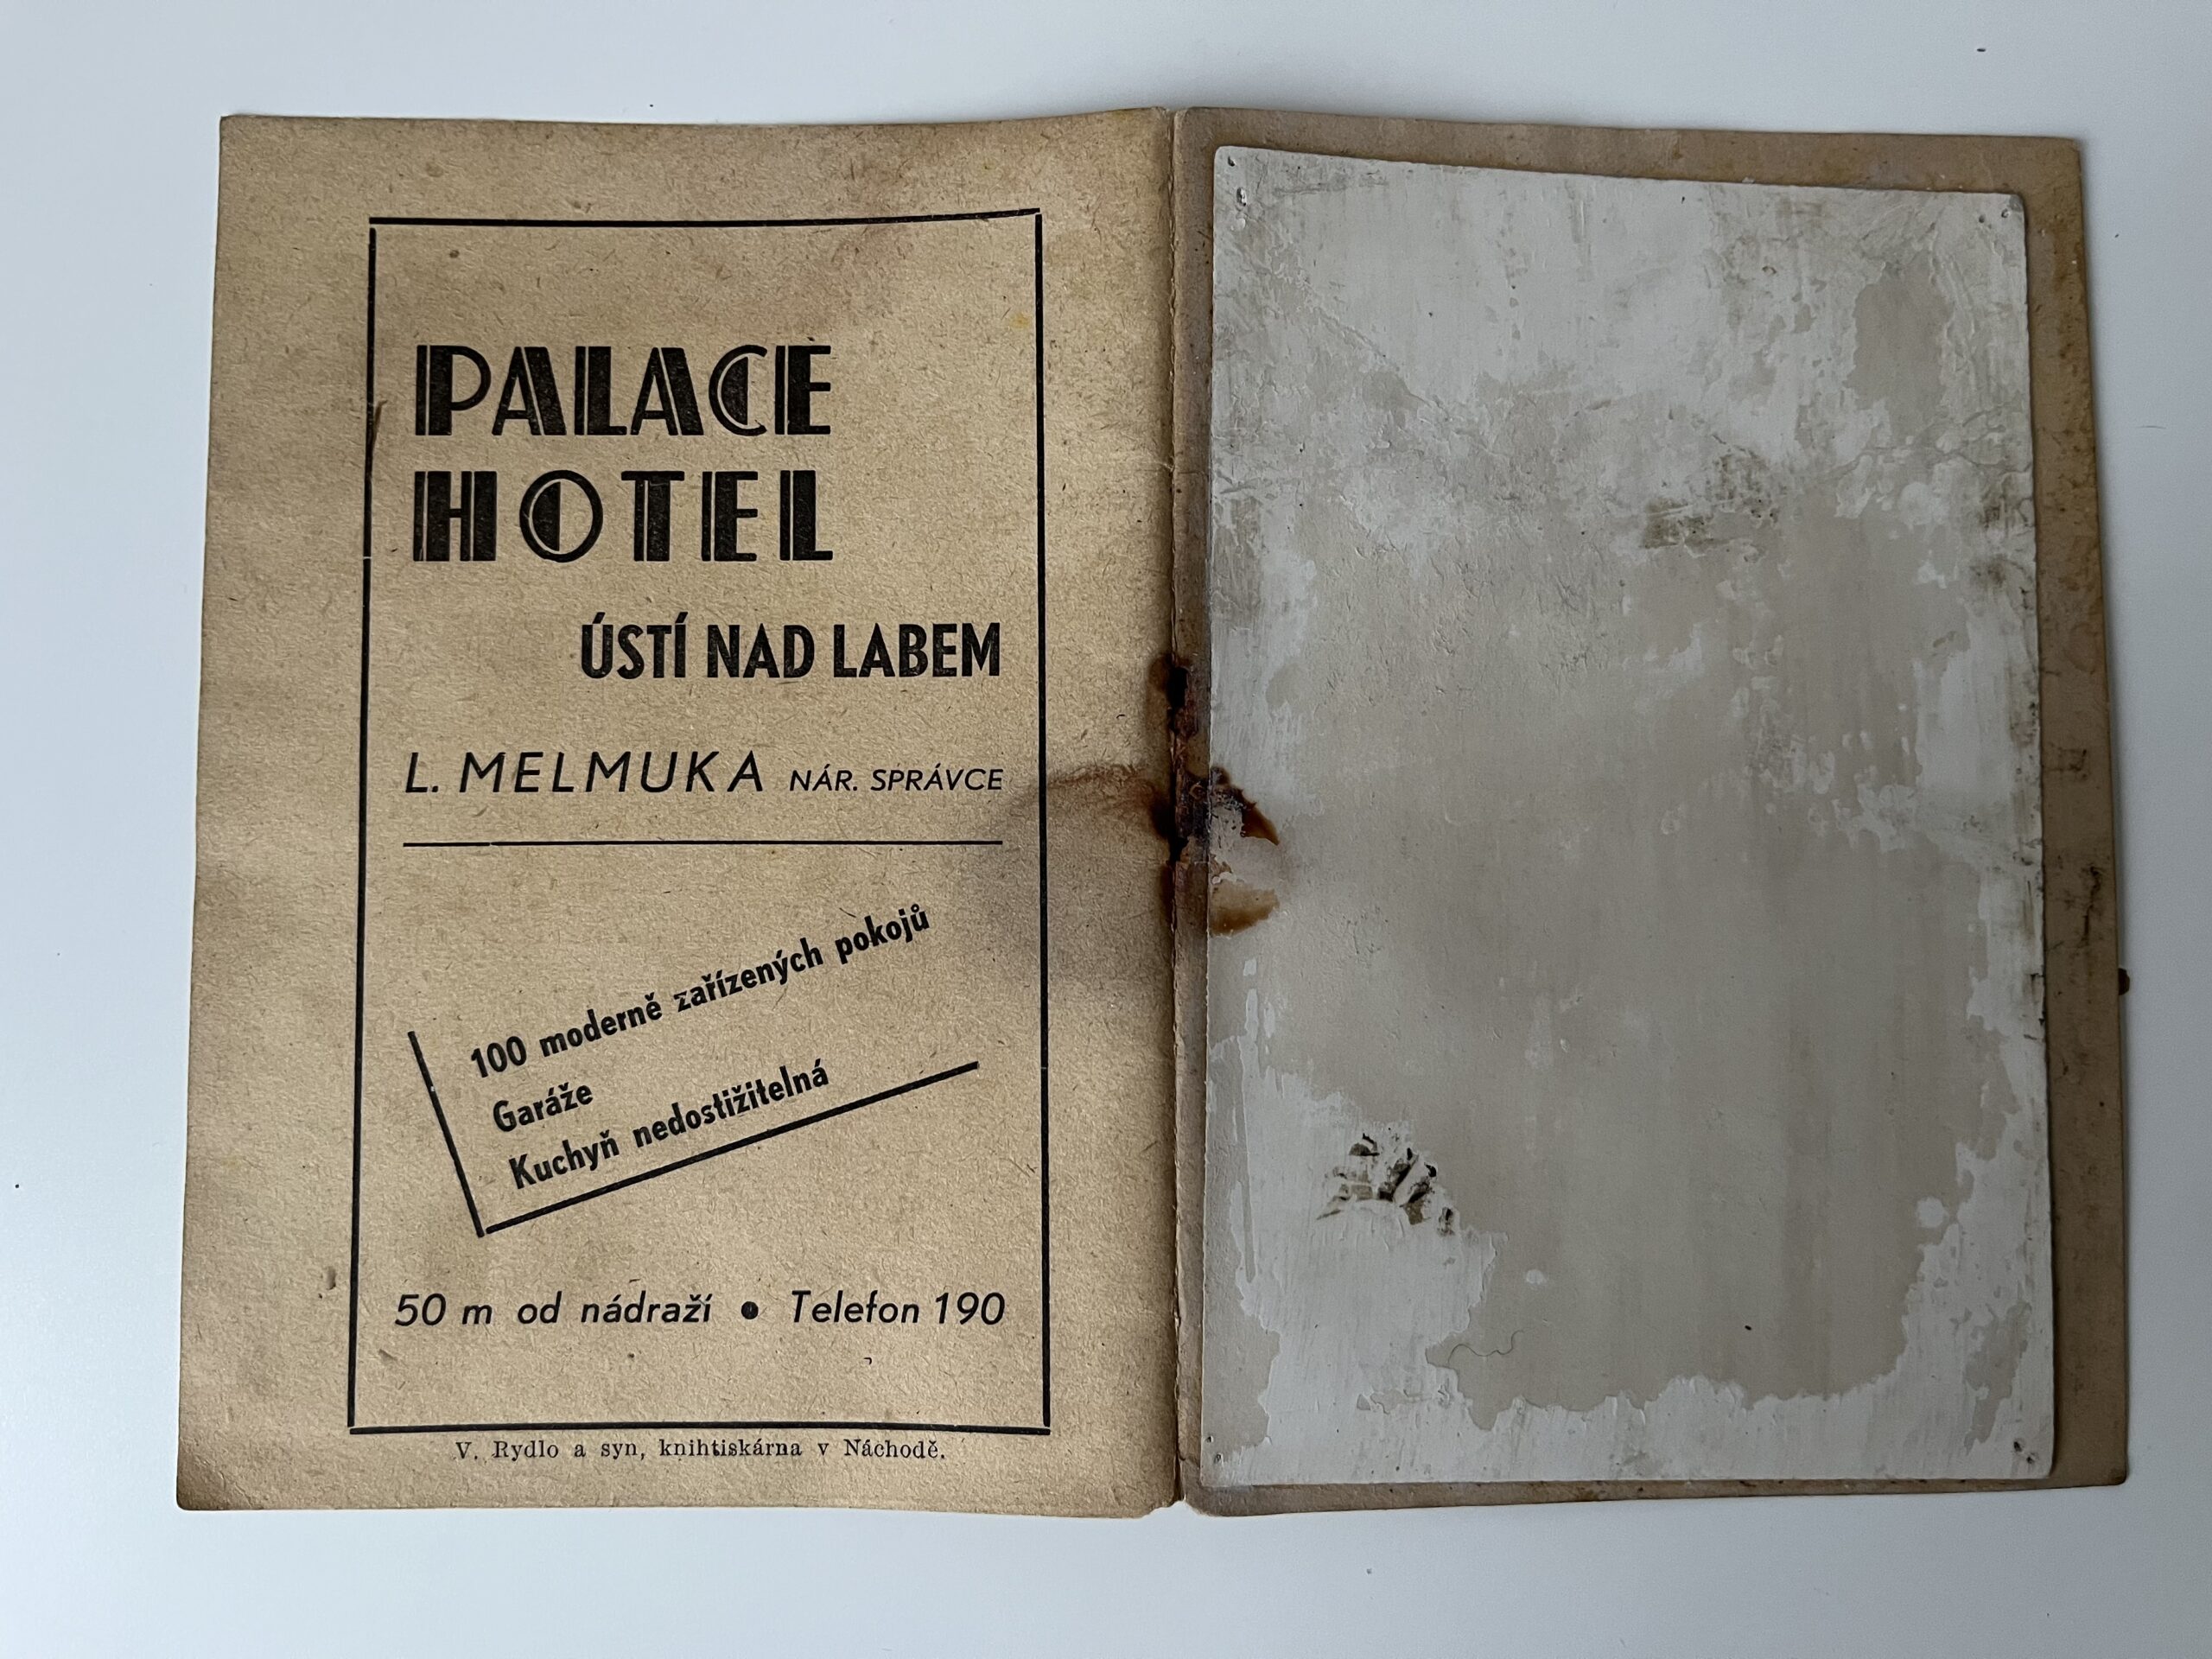 PALACE
HOTEL
ÚSTÍ NAD LABEM
L. MELMUKA NÁR. SPRÁVCE
100 moderně zařízených pokojů
Garáže
Kuchyň nedostižitelná
50 m od nádraží • Telefon 190
V. Rydlo a syn, knihtiskárna v Náchodě.